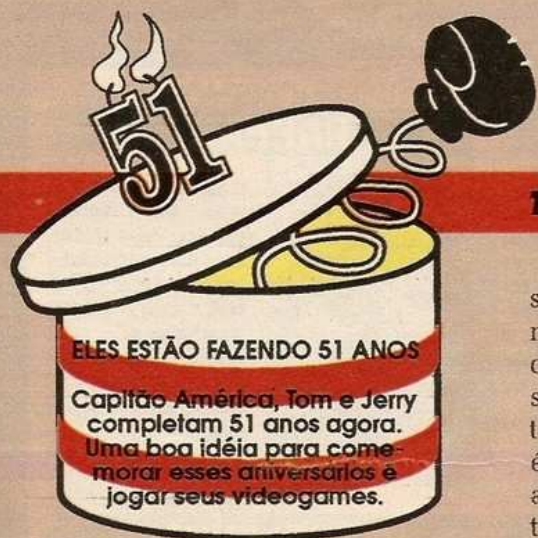 51
ELES ESTÃO FAZENDO 51 ANOS
Capitão América, Tom e Jerry
completam 51 anos agora.
Uma boa idéia para come-
morar esses aniversários é
jogar seus videogames.